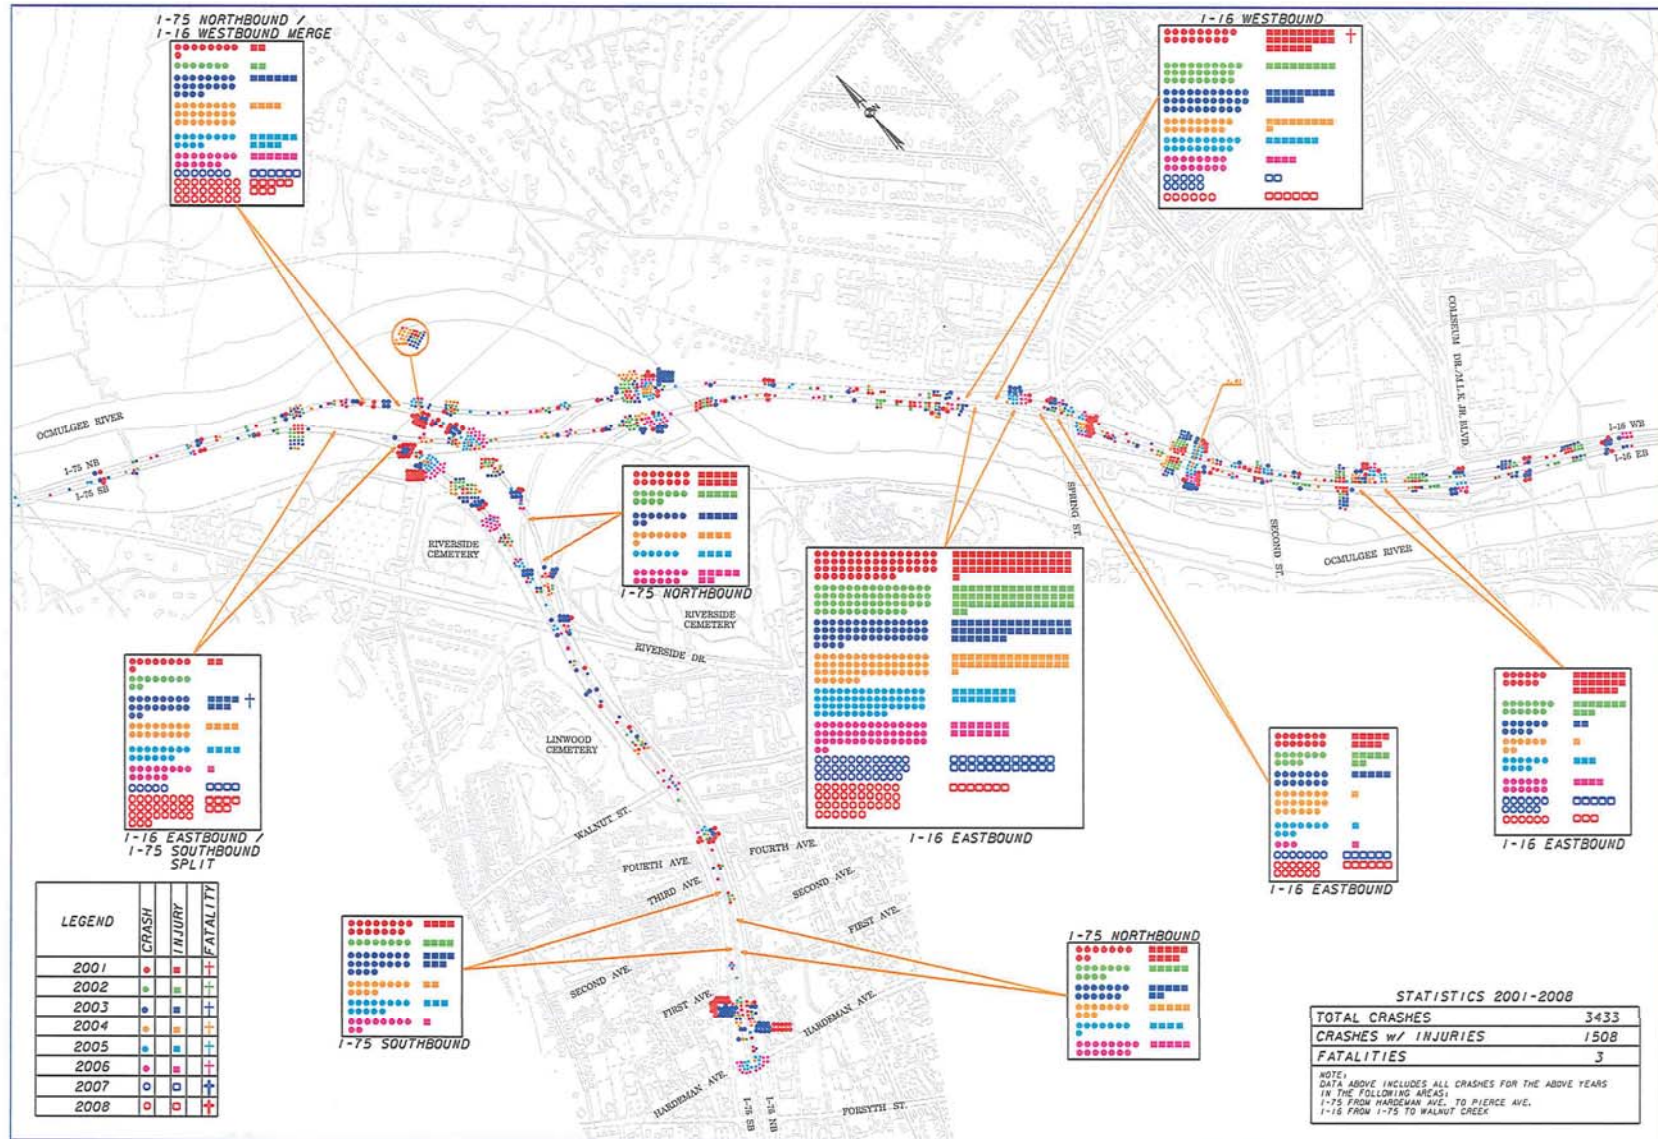 I-75 NORTHBOUND /
I-16 WESTBOUND MERGE
I-16 WESTBOUND
N
OCMULGEE RIVER
I-75 NB
I-75 SB
COLISEUM DR./M.L.K. JR. BLVD.
I-16 WB
I-16 EB
SPRING ST.
SECOND ST.
OCMULGEE RIVER
RIVERSIDE
CEMETERY
I-75 NORTHBOUND
RIVERSIDE
CEMETERY
RIVERSIDE DR.
LINWOOD
CEMETERY
I-16 EASTBOUND /
I-75 SOUTHBOUND
SPLIT
I-16 EASTBOUND
I-16 EASTBOUND
I-16 EASTBOUND
WALNUT ST.
FOURTH AVE.
FOURTH AVE.
THIRD AVE.
SECOND AVE.
SECOND AVE.
FIRST AVE.
FIRST AVE.
HARDEMAN AVE.
HARDEMAN AVE.
FORSYTH ST.
I-75 SB
I-75 NB
I-75 SOUTHBOUND
I-75 NORTHBOUND
LEGEND
CRASH
INJURY
FATALITY
2001
2002
2003
2004
2005
2006
2007
2008
STATISTICS 2001-2008
TOTAL CRASHES 3433
CRASHES w/ INJURIES 1508
FATALITIES 3
NOTE:
DATA ABOVE INCLUDES ALL CRASHES FOR THE ABOVE YEARS
IN THE FOLLOWING AREAS:
I-75 FROM HARDEMAN AVE. TO PIERCE AVE.
I-16 FROM I-75 TO WALNUT CREEK